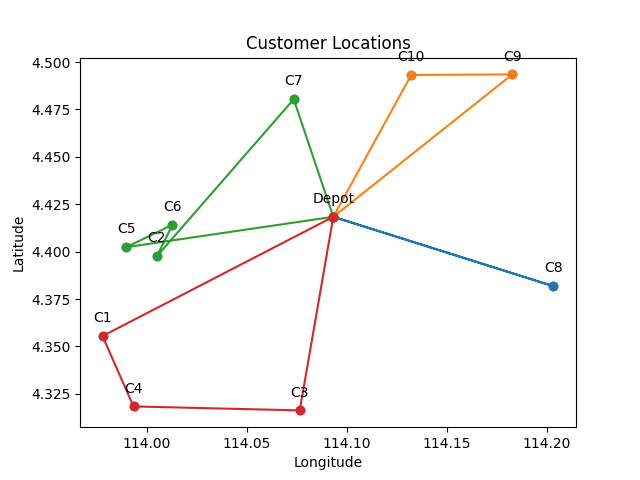 Customer Locations
4.500
4.475
4.450
4.425
4.400
4.375
4.350
4.325
Latitude
C10
C9
C7
Depot
C6
C5
C2
C8
C1
C4
C3
114.00
114.05
114.10
114.15
114.20
Longitude